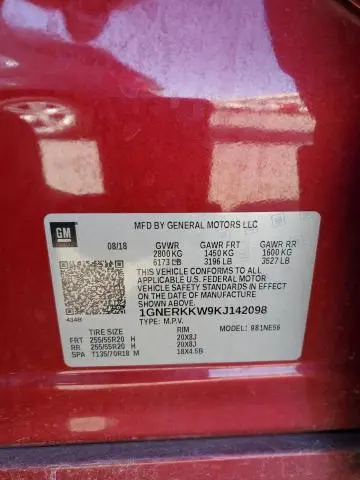 MFD BY GENERAL MOTORS LLC
GM
08/18 GVWR GAWR FRT GAWR RR
2800 KG 1450 KG 1600 KG
6173 LB 3196 LB 3527 LB
THIS VEHICLE CONFORMS TO ALL
APPLICABLE U.S. FEDERAL MOTOR
VEHICLE SAFETY STANDARDS IN EFFECT
ON THE DATE OF MANUFACTURE
SHOWN ABOVE.
1GNERKKW9KJ142098
434B TYPE: M.P.V. MODEL: 981NE56
TIRE SIZE RIM
FRT 255/55R20 H 20X8J
RR 255/55R20 H 20X8J
SPA T135/70R18 M 18X4.5B